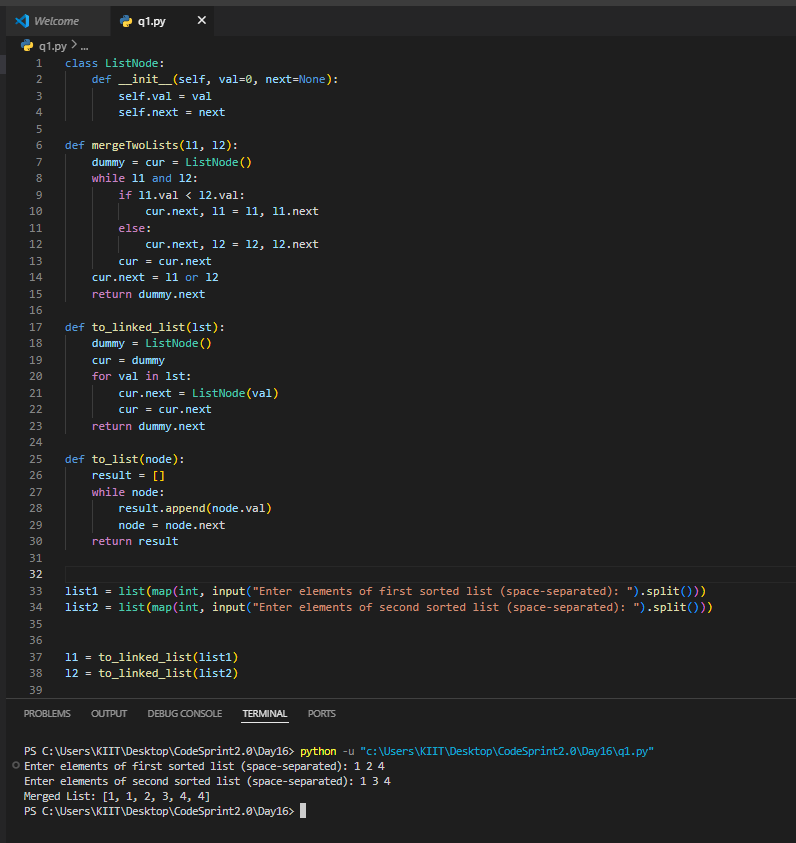 Welcome
q1.py
q1.py > ...
1 class ListNode:
2     def __init__(self, val=0, next=None):
3         self.val = val
4         self.next = next
5
6 def mergeTwoLists(l1, l2):
7     dummy = cur = ListNode()
8     while l1 and l2:
9         if l1.val < l2.val:
10             cur.next, l1 = l1, l1.next
11         else:
12             cur.next, l2 = l2, l2.next
13         cur = cur.next
14     cur.next = l1 or l2
15     return dummy.next
16
17 def to_linked_list(lst):
18     dummy = ListNode()
19     cur = dummy
20     for val in lst:
21         cur.next = ListNode(val)
22         cur = cur.next
23     return dummy.next
24
25 def to_list(node):
26     result = []
27     while node:
28         result.append(node.val)
29         node = node.next
30     return result
31
32
33 list1 = list(map(int, input("Enter elements of first sorted list (space-separated): ").split()))
34 list2 = list(map(int, input("Enter elements of second sorted list (space-separated): ").split()))
35
36
37 l1 = to_linked_list(list1)
38 l2 = to_linked_list(list2)
39
PROBLEMS OUTPUT DEBUG CONSOLE TERMINAL PORTS
PS C:\Users\KIIT\Desktop\CodeSprint2.0\Day16> python -u "c:\Users\KIIT\Desktop\CodeSprint2.0\Day16\q1.py"
Enter elements of first sorted list (space-separated): 1 2 4
Enter elements of second sorted list (space-separated): 1 3 4
Merged List: [1, 1, 2, 3, 4, 4]
PS C:\Users\KIIT\Desktop\CodeSprint2.0\Day16>